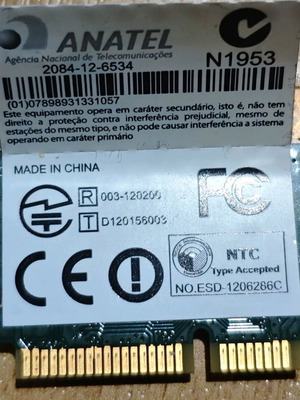 ANATEL
Agência Nacional de Telecomunicações
2084-12-6534
N1953
(01)07898931331057
Este equipamento opera em caráter secundário, isto é, não tem
direito a proteção contra interferência prejudicial, mesmo de
estações do mesmo tipo, e não pode causar interferência a sistema
operando em caráter primário
MADE IN CHINA
R 003-120200
T D120156003
FC
CE
NTC
Type Accepted
NO.ESD-1206286C